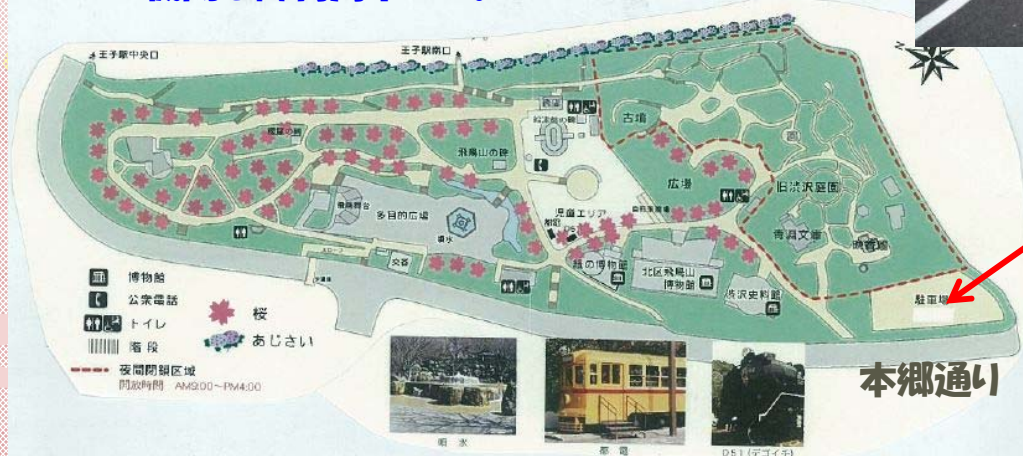 王子駅中央口
王子駅南口
古墳
飛鳥山の碑
広場
旧渋沢庭園
児童エリア
青淵文庫
晩香廬
多目的広場
噴水
交番
紙の博物館
北区飛鳥山
博物館
渋沢史料館
駐車場
博物館
公衆電話
トイレ
階段
桜
あじさい
夜間閉鎖区域
開放時間 AM9:00~PM4:00
本郷通り
噴水
都電
D51(デゴイチ)